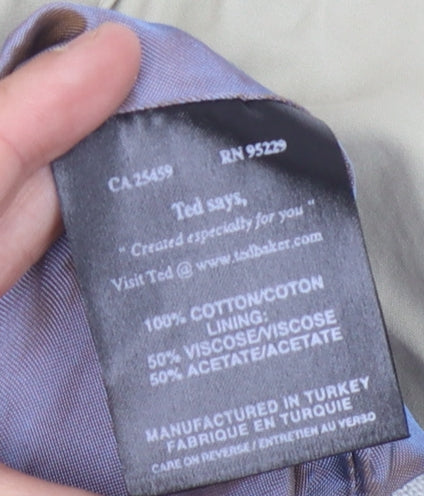 CA 25459 RN 95229
Ted says,
" Created especially for you "
Visit Ted @ www.tedbaker.com
100% COTTON/COTON
LINING:
50% VISCOSE/VISCOSE
50% ACETATE/ACETATE
MANUFACTURED IN TURKEY
FABRIQUE EN TURQUIE
CARE ON REVERSE / ENTRETIEN AU VERSO